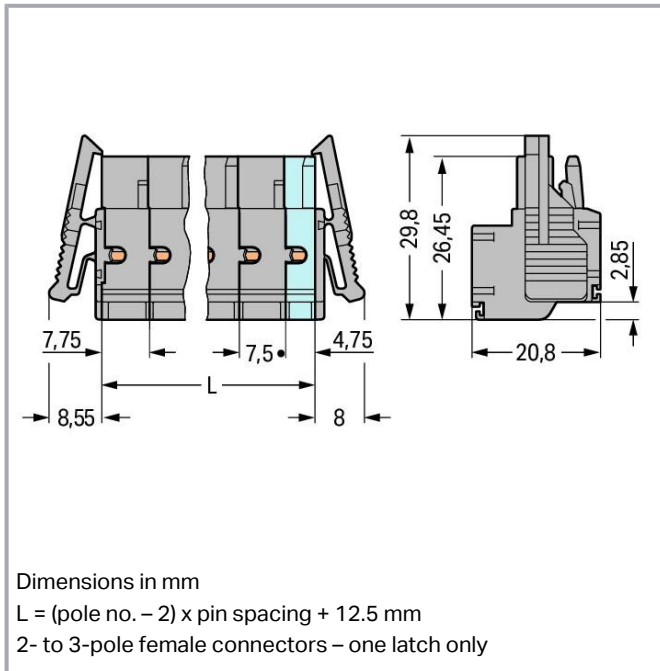 29,8
26,45
2,85
7,75
7,5•
4,75
20,8
L
8,55
8
Dimensions in mm
L = (pole no. – 2) x pin spacing + 12.5 mm
2- to 3-pole female connectors – one latch only